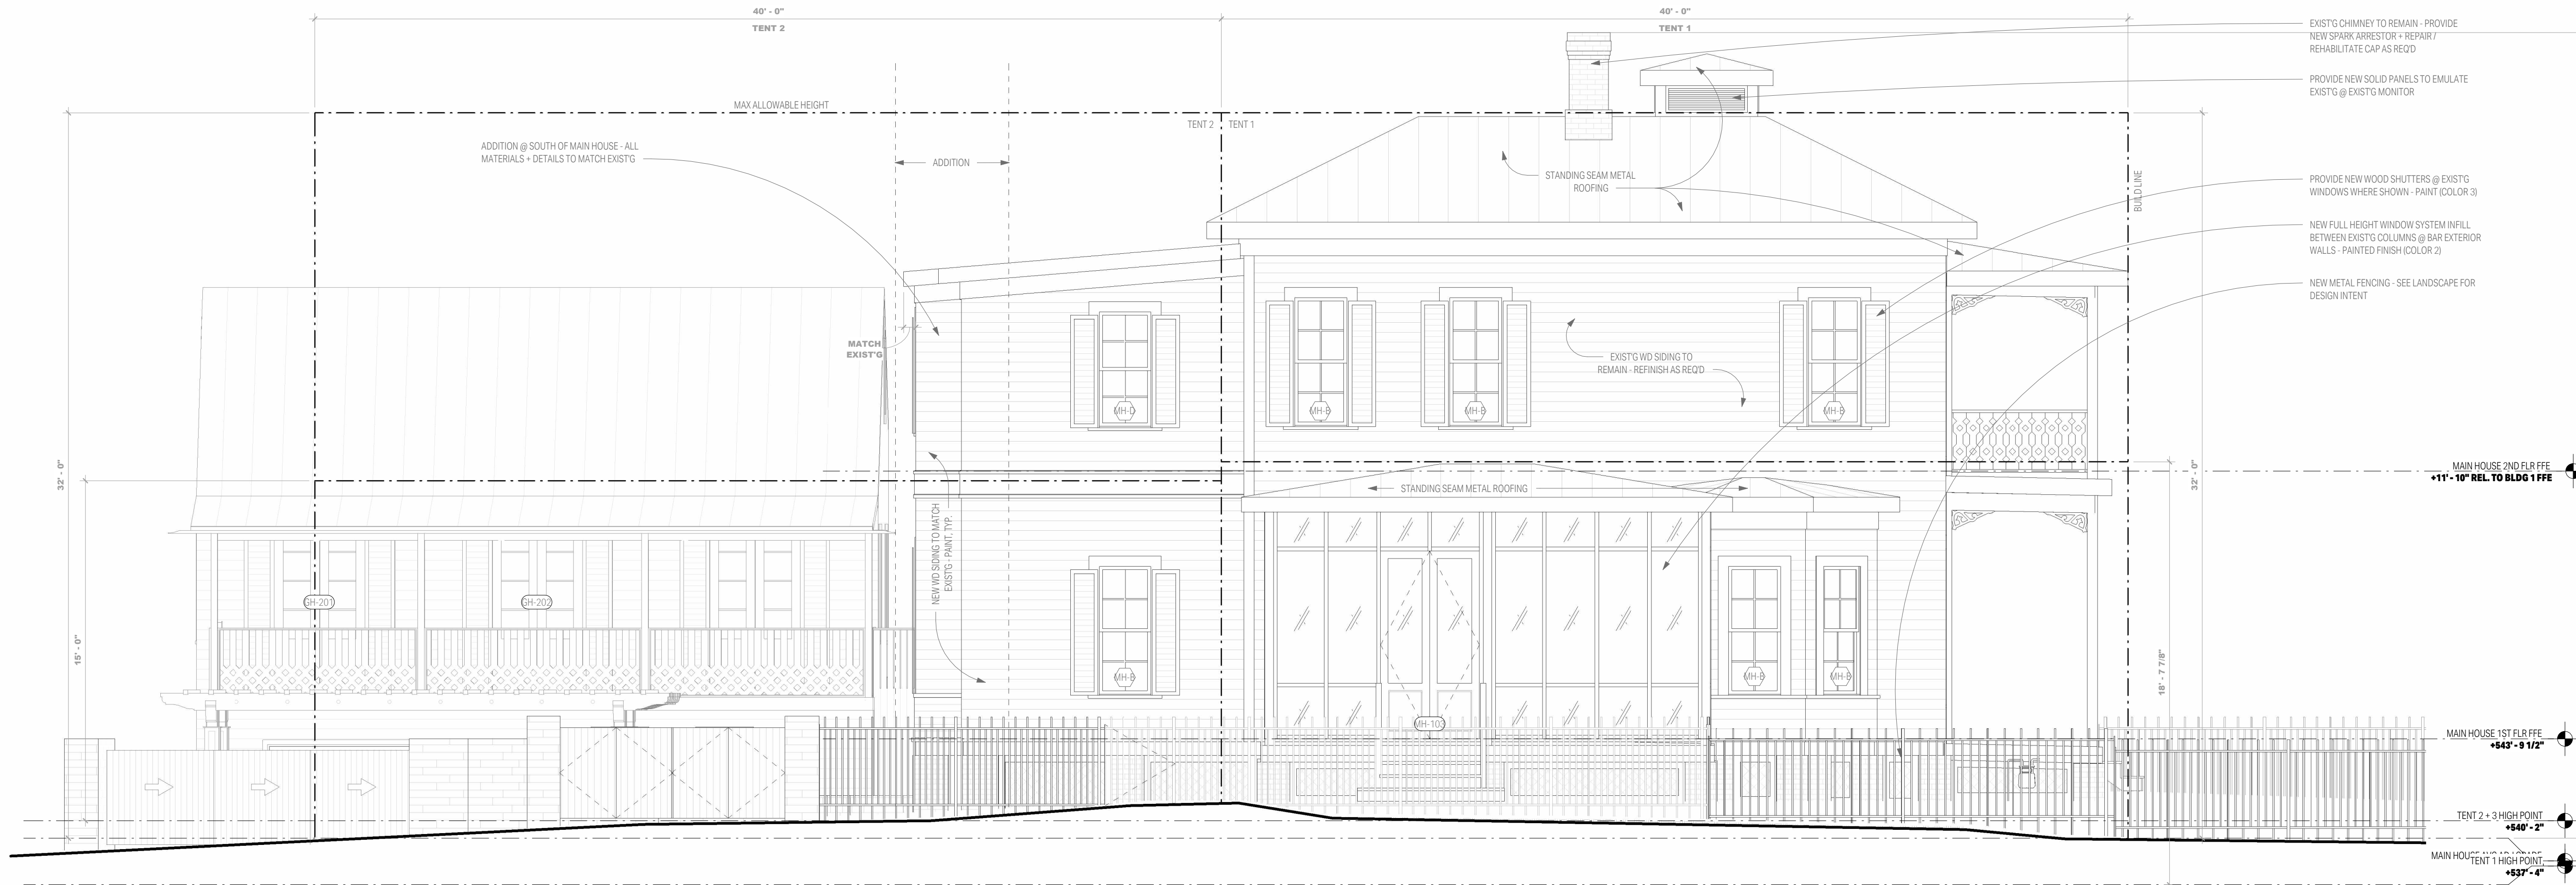 40' - 0"
TENT 2
40' - 0"
TENT 1
EXIST'G CHIMNEY TO REMAIN - PROVIDE
NEW SPARK ARRESTOR + REPAIR /
REHABILITATE CAP AS REQ'D
PROVIDE NEW SOLID PANELS TO EMULATE
EXIST'G @ EXIST'G MONITOR
MAX ALLOWABLE HEIGHT
TENT 2
TENT 1
ADDITION @ SOUTH OF MAIN HOUSE - ALL
MATERIALS + DETAILS TO MATCH EXIST'G
ADDITION
STANDING SEAM METAL
ROOFING
BUILD LINE
PROVIDE NEW WOOD SHUTTERS @ EXIST'G
WINDOWS WHERE SHOWN - PAINT (COLOR 3)
NEW FULL HEIGHT WINDOW SYSTEM INFILL
BETWEEN EXIST'G COLUMNS @ BAR EXTERIOR
WALLS - PAINTED FINISH (COLOR 2)
NEW METAL FENCING - SEE LANDSCAPE FOR
DESIGN INTENT
MATCH
EXIST'G
EXIST'G WD SIDING TO
REMAIN - REFINISH AS REQ'D
MH-D
MH-B
MH-B
MH-B
32' - 0"
32' - 0"
MAIN HOUSE 2ND FLR FFE
+11' - 10" REL. TO BLDG 1 FFE
STANDING SEAM METAL ROOFING
NEW WD SIDING TO MATCH
EXIST'G - PAINT, TYP.
GH-201
GH-202
15' - 0"
18' - 7 7/8"
MH-B
MH-B
MH-B
MH-103
MAIN HOUSE 1ST FLR FFE
+543' - 9 1/2"
TENT 2 + 3 HIGH POINT
+540' - 2"
MAIN HOUSE
TENT 1 HIGH POINT
+537' - 4"